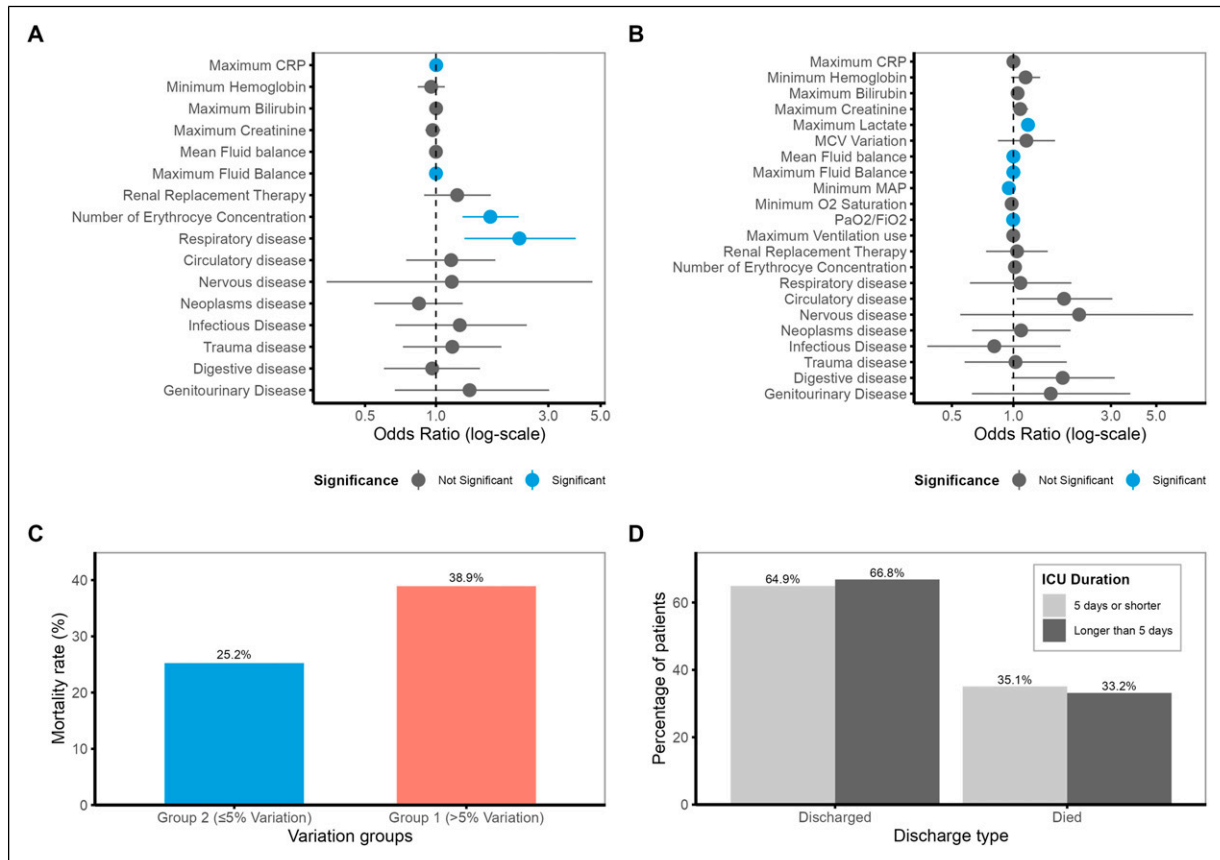 A
Maximum CRP
Minimum Hemoglobin
Maximum Bilirubin
Maximum Creatinine
Mean Fluid balance
Maximum Fluid Balance
Renal Replacement Therapy
Number of Erythrocye Concentration
Respiratory disease
Circulatory disease
Nervous disease
Neoplasms disease
Infectious Disease
Trauma disease
Digestive disease
Genitourinary Disease
0.5 1.0 3.0 5.0
Odds Ratio (log-scale)
Significance Not Significant Significant
B
Maximum CRP
Minimum Hemoglobin
Maximum Bilirubin
Maximum Creatinine
Maximum Lactate
MCV Variation
Mean Fluid balance
Maximum Fluid Balance
Minimum MAP
Minimum O2 Saturation
PaO2/FiO2
Maximum Ventilation use
Renal Replacement Therapy
Number of Erythrocye Concentration
Respiratory disease
Circulatory disease
Nervous disease
Neoplasms disease
Infectious Disease
Trauma disease
Digestive disease
Genitourinary Disease
0.5 1.0 3.0 5.0
Odds Ratio (log-scale)
Significance Not Significant Significant
C
Mortality rate (%)
40
30
20
10
0
25.2%
38.9%
Group 2 (≤5% Variation) Group 1 (>5% Variation)
Variation groups
D
Percentage of patients
60
40
20
0
64.9% 66.8%
35.1% 33.2%
ICU Duration
5 days or shorter
Longer than 5 days
Discharged Died
Discharge type